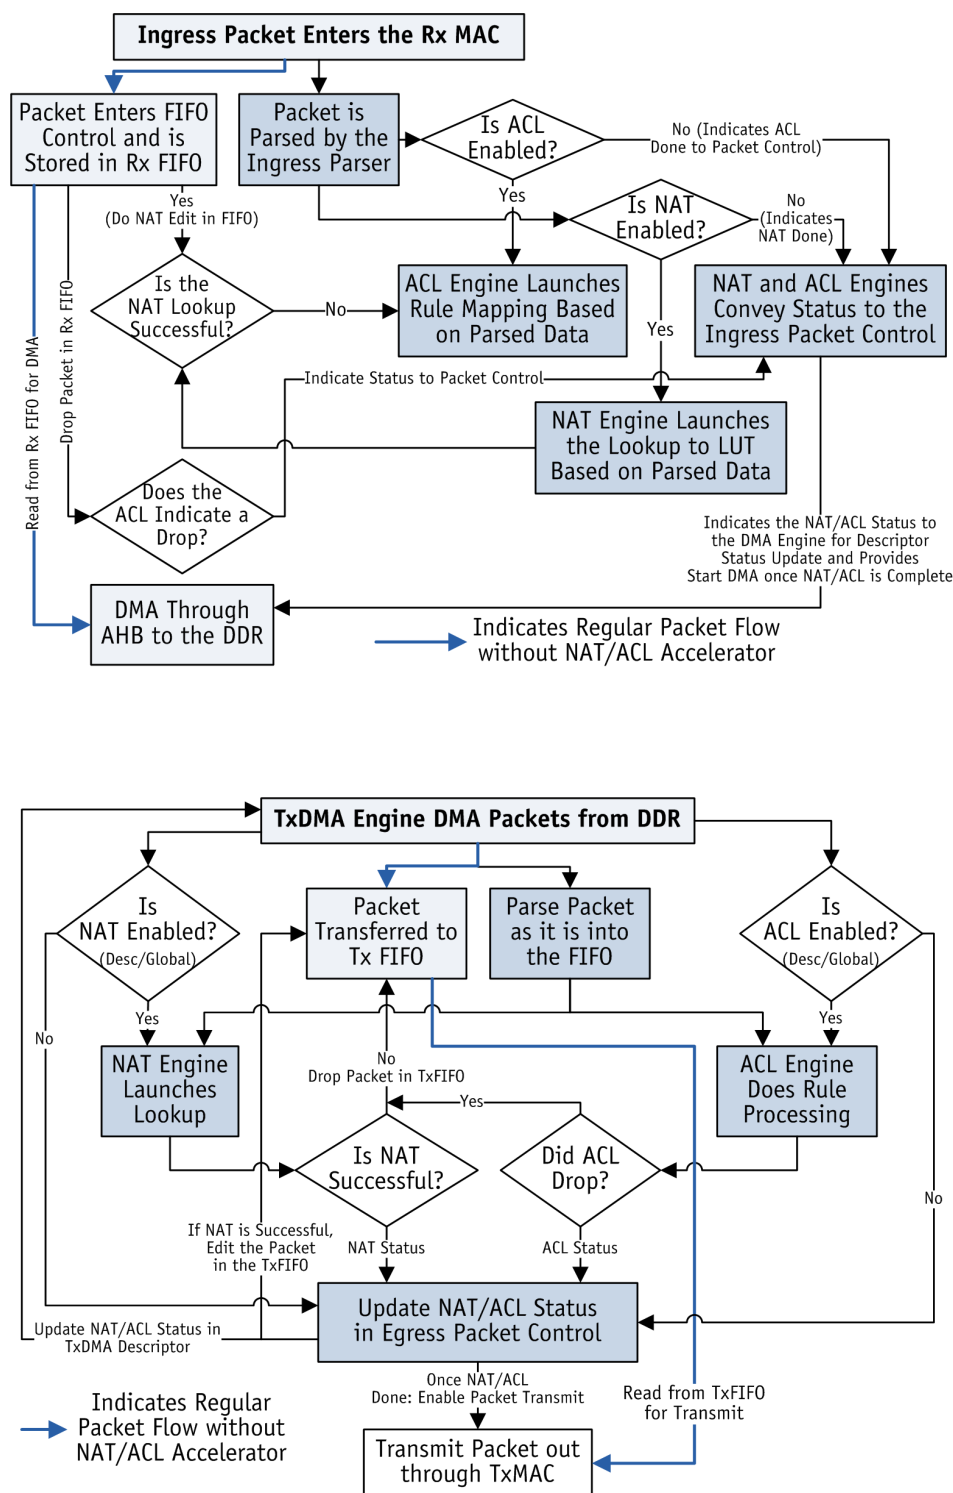 Ingress Packet Enters the Rx MAC
Packet Enters FIFO
Control and is
Stored in Rx FIFO
Packet is
Parsed by the
Ingress Parser
Is ACL
Enabled?
No (Indicates ACL
Done to Packet Control)
Yes
(Do NAT Edit in FIFO)
Yes
Is NAT
Enabled?
No
(Indicates
NAT Done)
Is the
NAT Lookup
Successful?
No
ACL Engine Launches
Rule Mapping Based
on Parsed Data
Yes
NAT and ACL Engines
Convey Status to the
Ingress Packet Control
Read from Rx FIFO for DMA
Drop Packet in Rx FIFO
Indicate Status to Packet Control
NAT Engine Launches
the Lookup to LUT
Based on Parsed Data
Does the
ACL Indicate a
Drop?
Indicates the NAT/ACL Status to
the DMA Engine for Descriptor
Status Update and Provides
Start DMA once NAT/ACL is Complete
DMA Through
AHB to the DDR
Indicates Regular Packet Flow
without NAT/ACL Accelerator
TxDMA Engine DMA Packets from DDR
Is
NAT Enabled?
(Desc/Global)
Packet
Transferred to
Tx FIFO
Parse Packet
as it is into
the FIFO
Is
ACL Enabled?
(Desc/Global)
No
Yes
Yes
NAT Engine
Launches
Lookup
No
Drop Packet in TxFIFO
ACL Engine
Does Rule
Processing
Yes
Is NAT
Successful?
Did ACL
Drop?
No
If NAT is Successful,
Edit the Packet
in the TxFIFO
NAT Status
ACL Status
Update NAT/ACL Status
in Egress Packet Control
Update NAT/ACL Status in
TxDMA Descriptor
Once NAT/ACL
Done: Enable Packet Transmit
Read from TxFIFO
for Transmit
Indicates Regular
Packet Flow without
NAT/ACL Accelerator
Transmit Packet out
through TxMAC